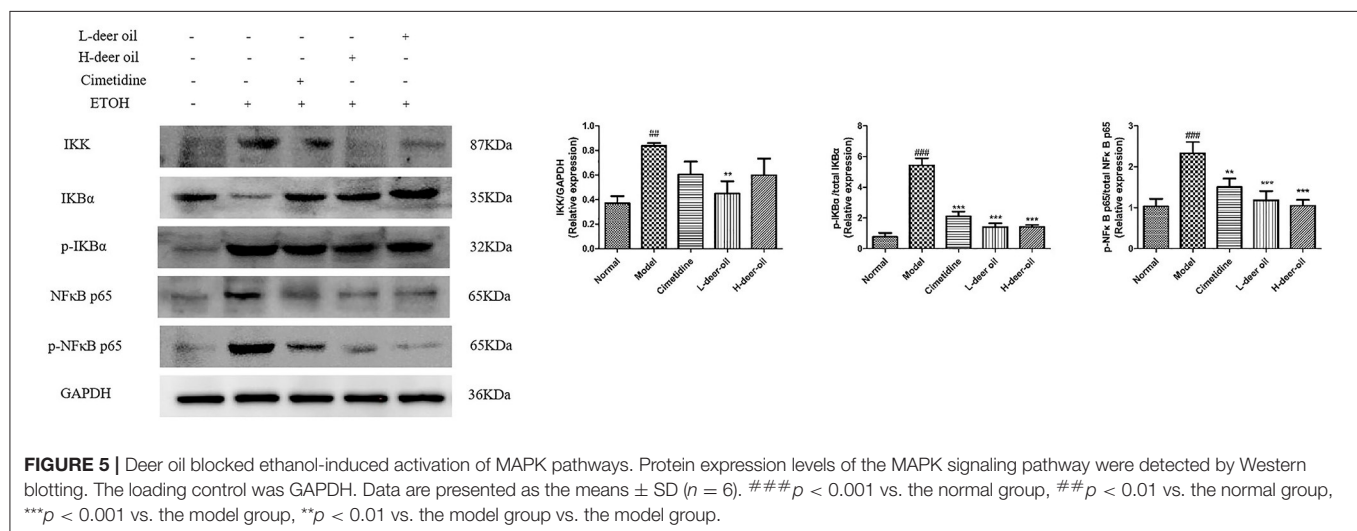 L-deer oil - - - - +
H-deer oil - - - + -
Cimetidine - - + - -
ETOH - + + + +
IKK 87KDa
IKBα 35KDa
p-IKBα 32KDa
NFκB p65 65KDa
p-NFκB p65 65KDa
GAPDH 36KDa
IKK/GAPDH
(Relative expression)
1.0
0.8
0.6
0.4
0.2
0.0
##
**
Normal
Model
Cimetidine
L-deer-oil
H-deer-oil
p-IKBα /total IKBα
(Relative expression)
8
6
4
2
0
###
***
***
***
Normal
Model
Cimetidine
L-deer oil
H-deer-oil
p-NFκ B p65/total NFκ B p65
(Relative expression)
3
2
1
0
###
**
***
***
Normal
Model
Cimetidine
L-deer oil
H-deer-oil
FIGURE 5 | Deer oil blocked ethanol-induced activation of MAPK pathways. Protein expression levels of the MAPK signaling pathway were detected by Western
blotting. The loading control was GAPDH. Data are presented as the means ± SD (n = 6). ###p < 0.001 vs. the normal group, ##p < 0.01 vs. the normal group,
***p < 0.001 vs. the model group, **p < 0.01 vs. the model group vs. the model group.